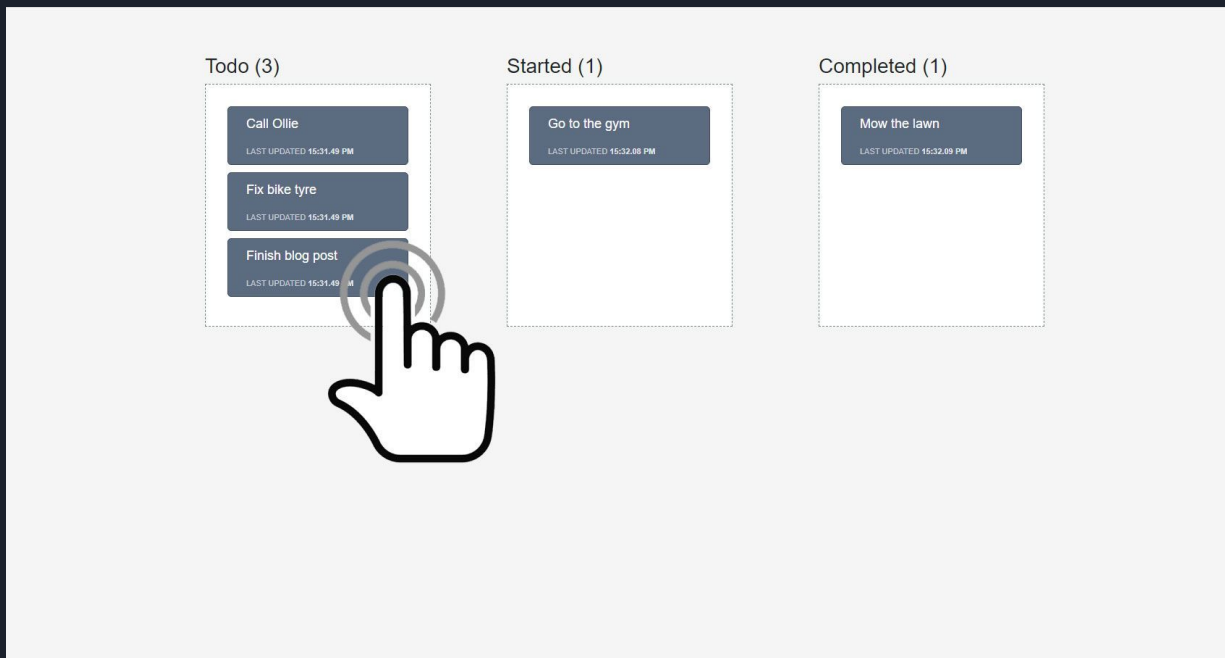 Todo (3)
Call Ollie
LAST UPDATED 15:31.49 PM
Fix bike tyre
LAST UPDATED 15:31.49 PM
Finish blog post
LAST UPDATED 15:31.49
Started (1)
Go to the gym
LAST UPDATED 15:32.08 PM
Completed (1)
Mow the lawn
LAST UPDATED 15:32.09 PM